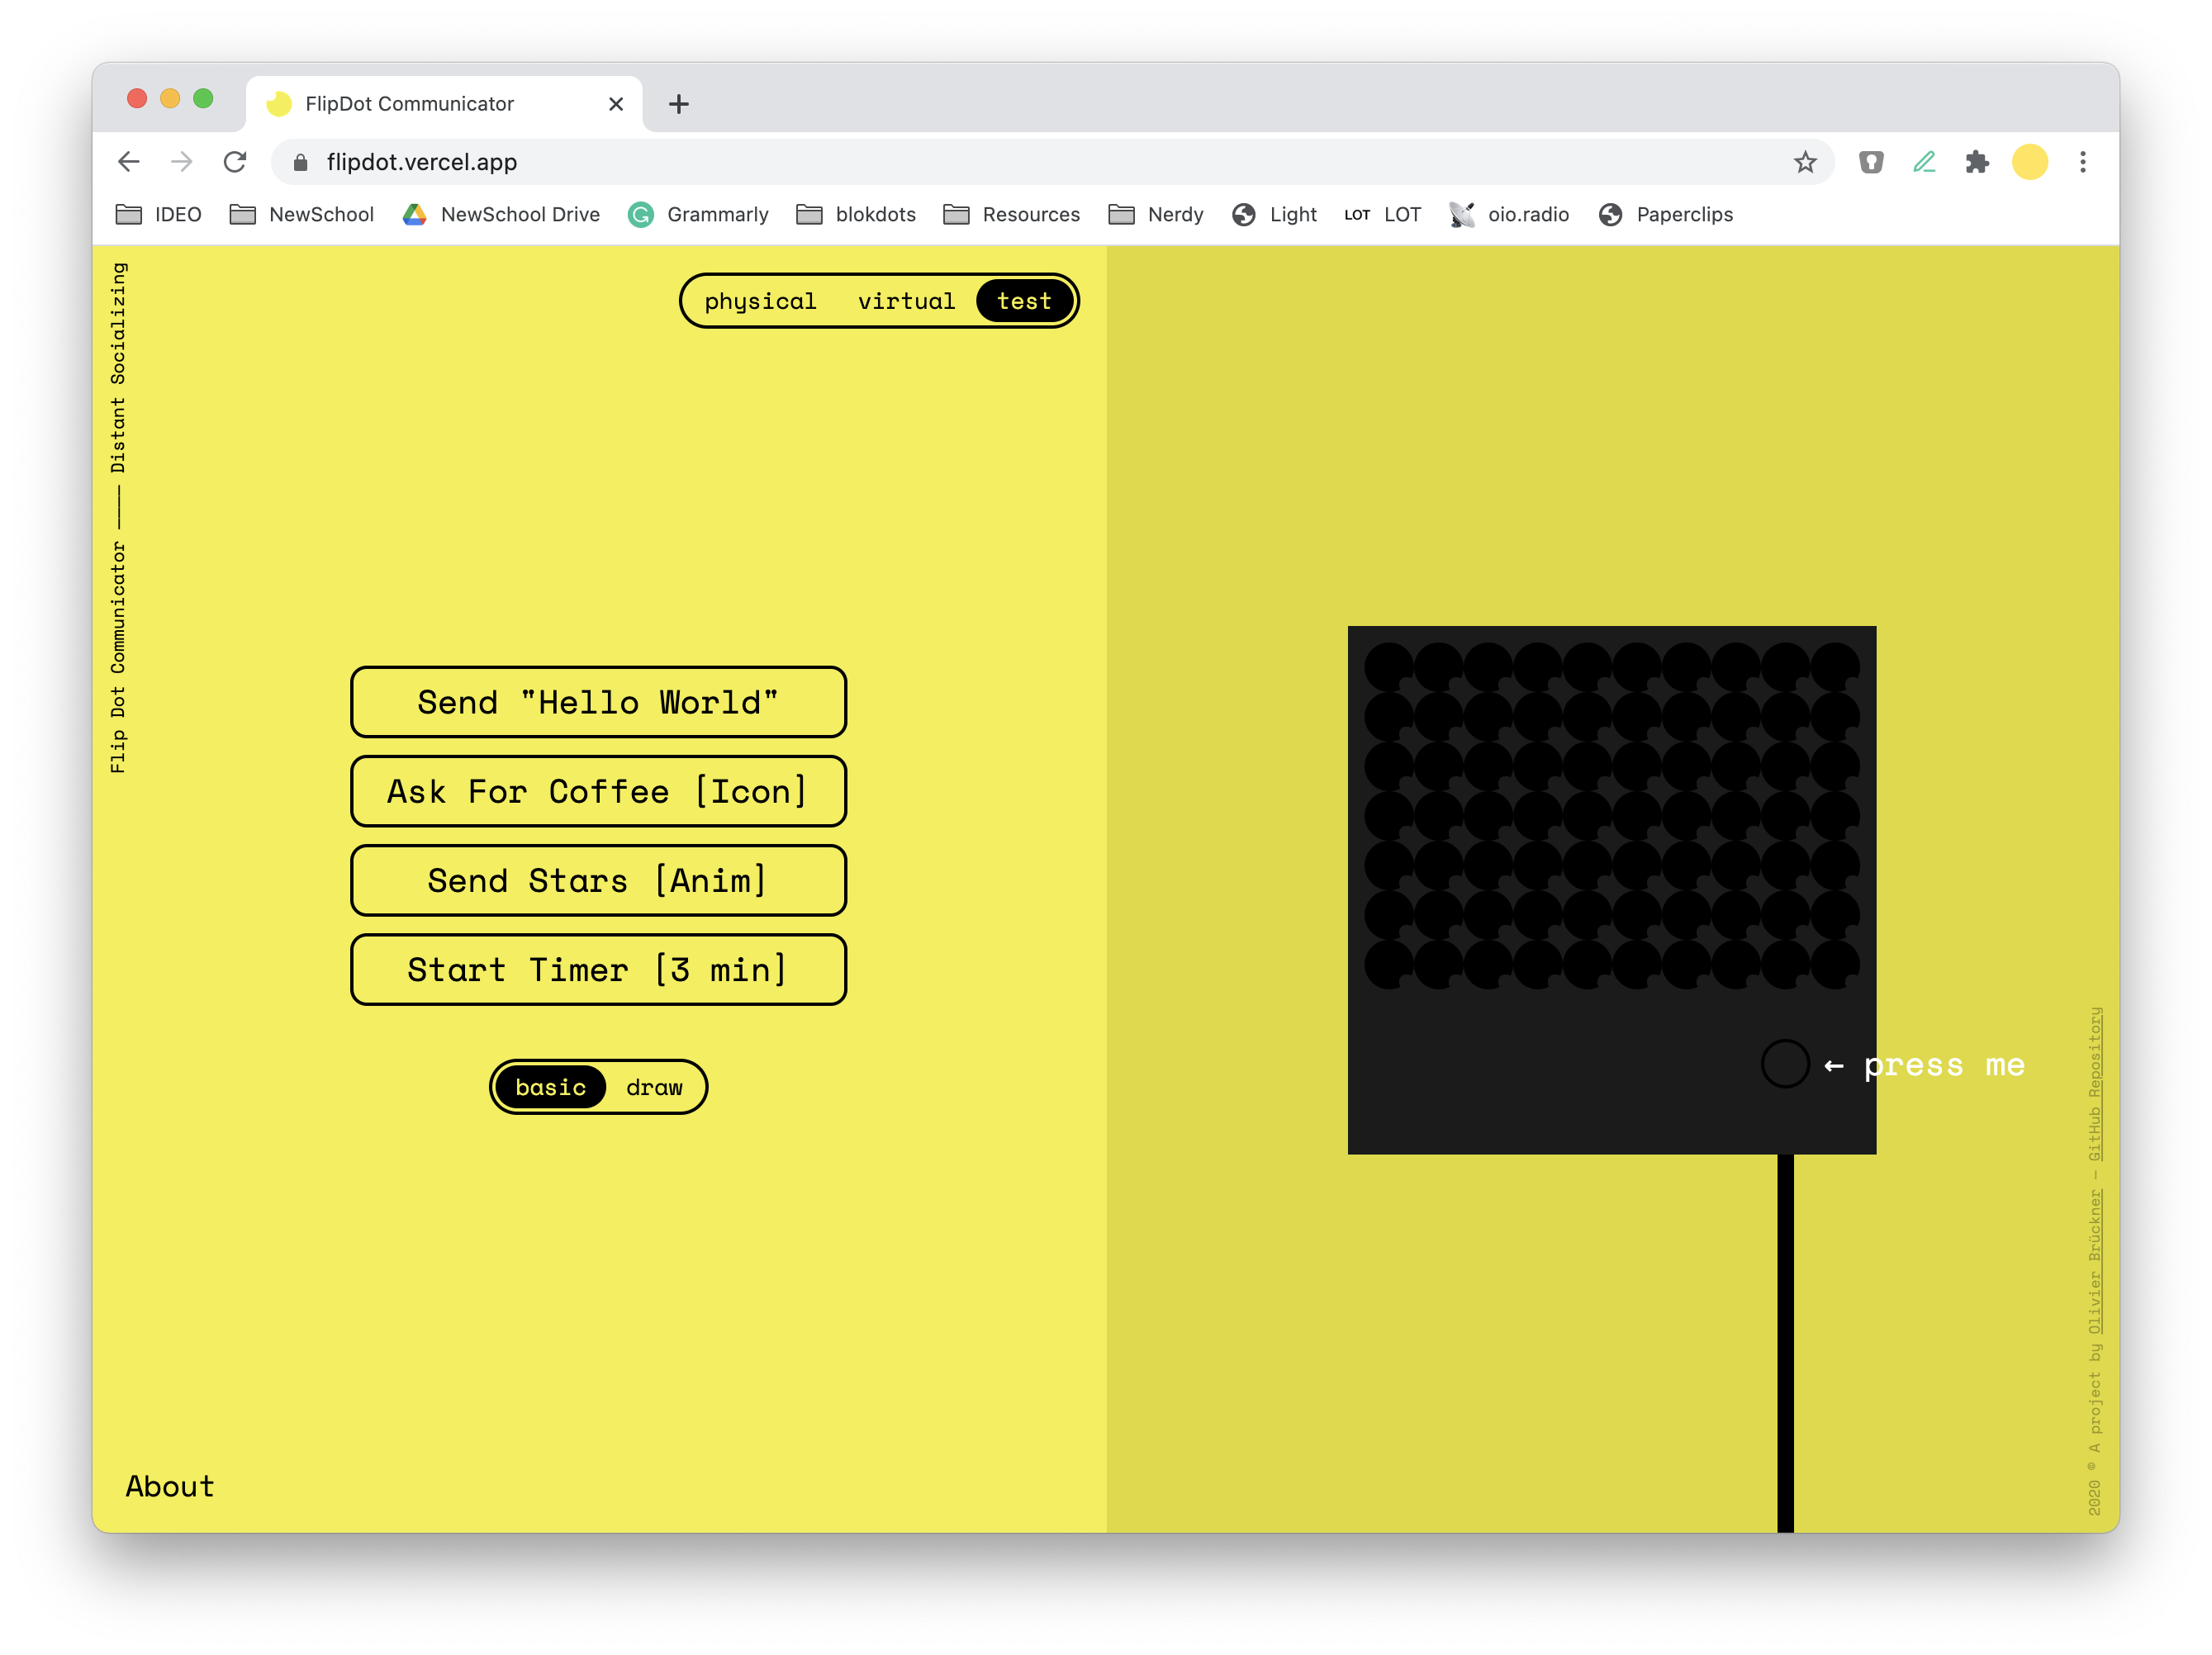 FlipDot Communicator
flipdot.vercel.app
IDEO NewSchool NewSchool Drive Grammarly blokdots Resources Nerdy Light LOT LOT oio.radio Paperclips
Flip Dot Communicator ——— Distant Socializing
physical virtual test
Send "Hello World"
Ask For Coffee [Icon]
Send Stars [Anim]
Start Timer [3 min]
basic draw
About
← press me
2020 © A project by Olivier Brückner – GitHub Repository